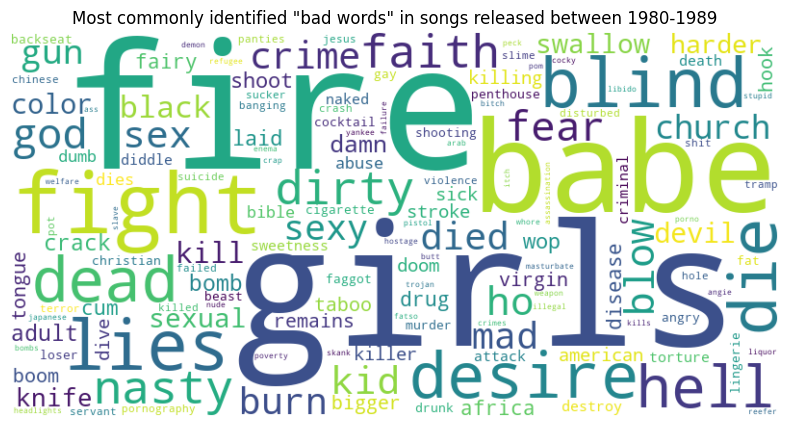 Most commonly identified "bad words" in songs released between 1980-1989
backseat demon panties jesus peck slime cocky swallow harder
gun fairy refugee crime faith pom death hook
chinese ass sucker shoot gay killing penthouse libido stupid
color black banging naked crash fire blind disturbed
god sex laid cocktail yankee failure bitch shooting fear church
dumb diddle enema damn arab babe shit
crap abuse itch assassination criminal tramp
welfare dies suicide dirty violence sick
fight slave bible cigarette stroke pistol whore porno
pot crack sweetness sexy died wop devil
tongue christian kill hostage butt masturbate blow fat die
dead failed bomb faggot doom virgin disease hole angie
japanese nude beast taboo trojan drug ho weapon illegal
terror cum killed girls fatso murder mad angry kills
adult dive sexual remains crimes
bombs loser lies poverty skank killer attack american torture liquor
boom nasty kid desire lingerie hell
knife burn bigger
headlights servant pornography drunk africa destroy reefer